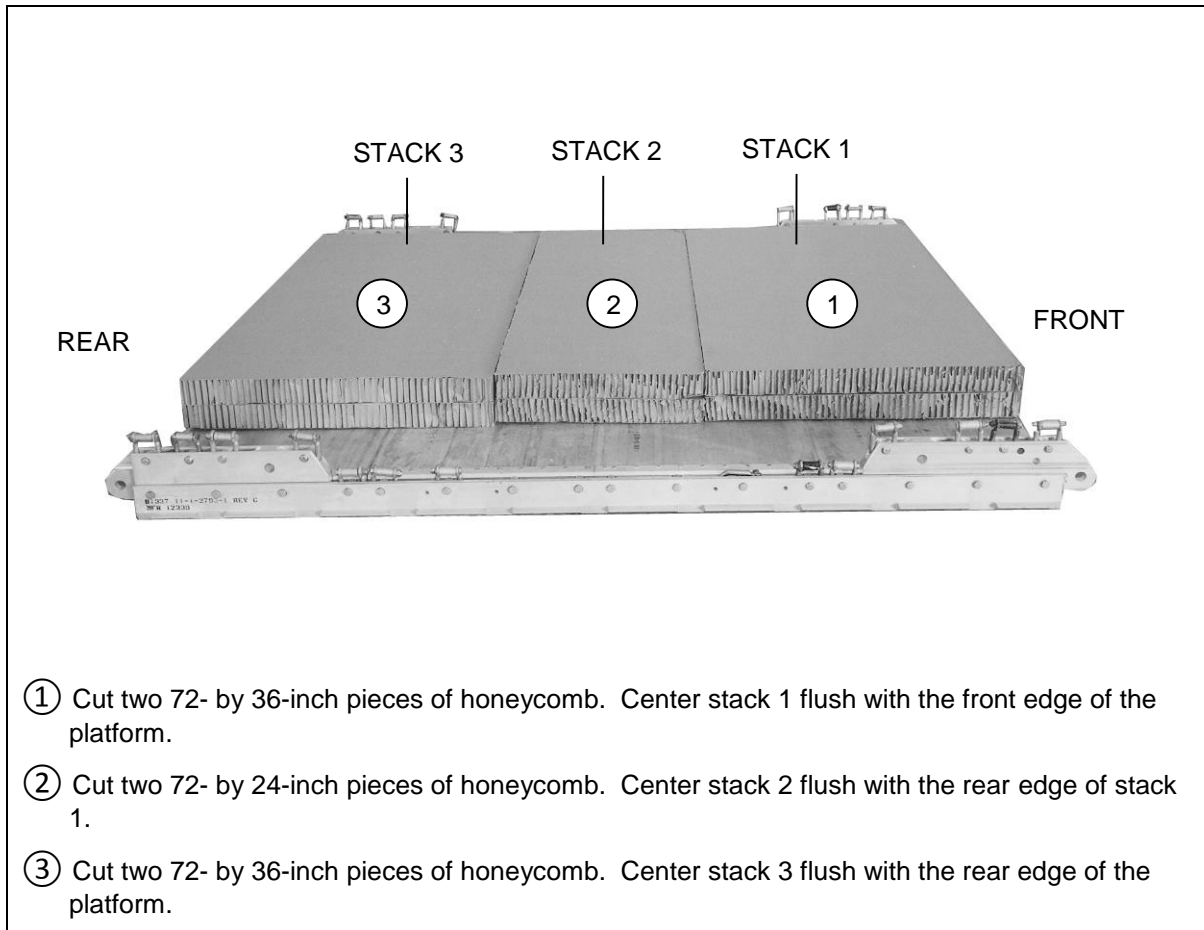 STACK 3 STACK 2 STACK 1
3 2 1
REAR
FRONT
① Cut two 72- by 36-inch pieces of honeycomb. Center stack 1 flush with the front edge of the
platform.
② Cut two 72- by 24-inch pieces of honeycomb. Center stack 2 flush with the rear edge of stack
1.
③ Cut two 72- by 36-inch pieces of honeycomb. Center stack 3 flush with the rear edge of the
platform.